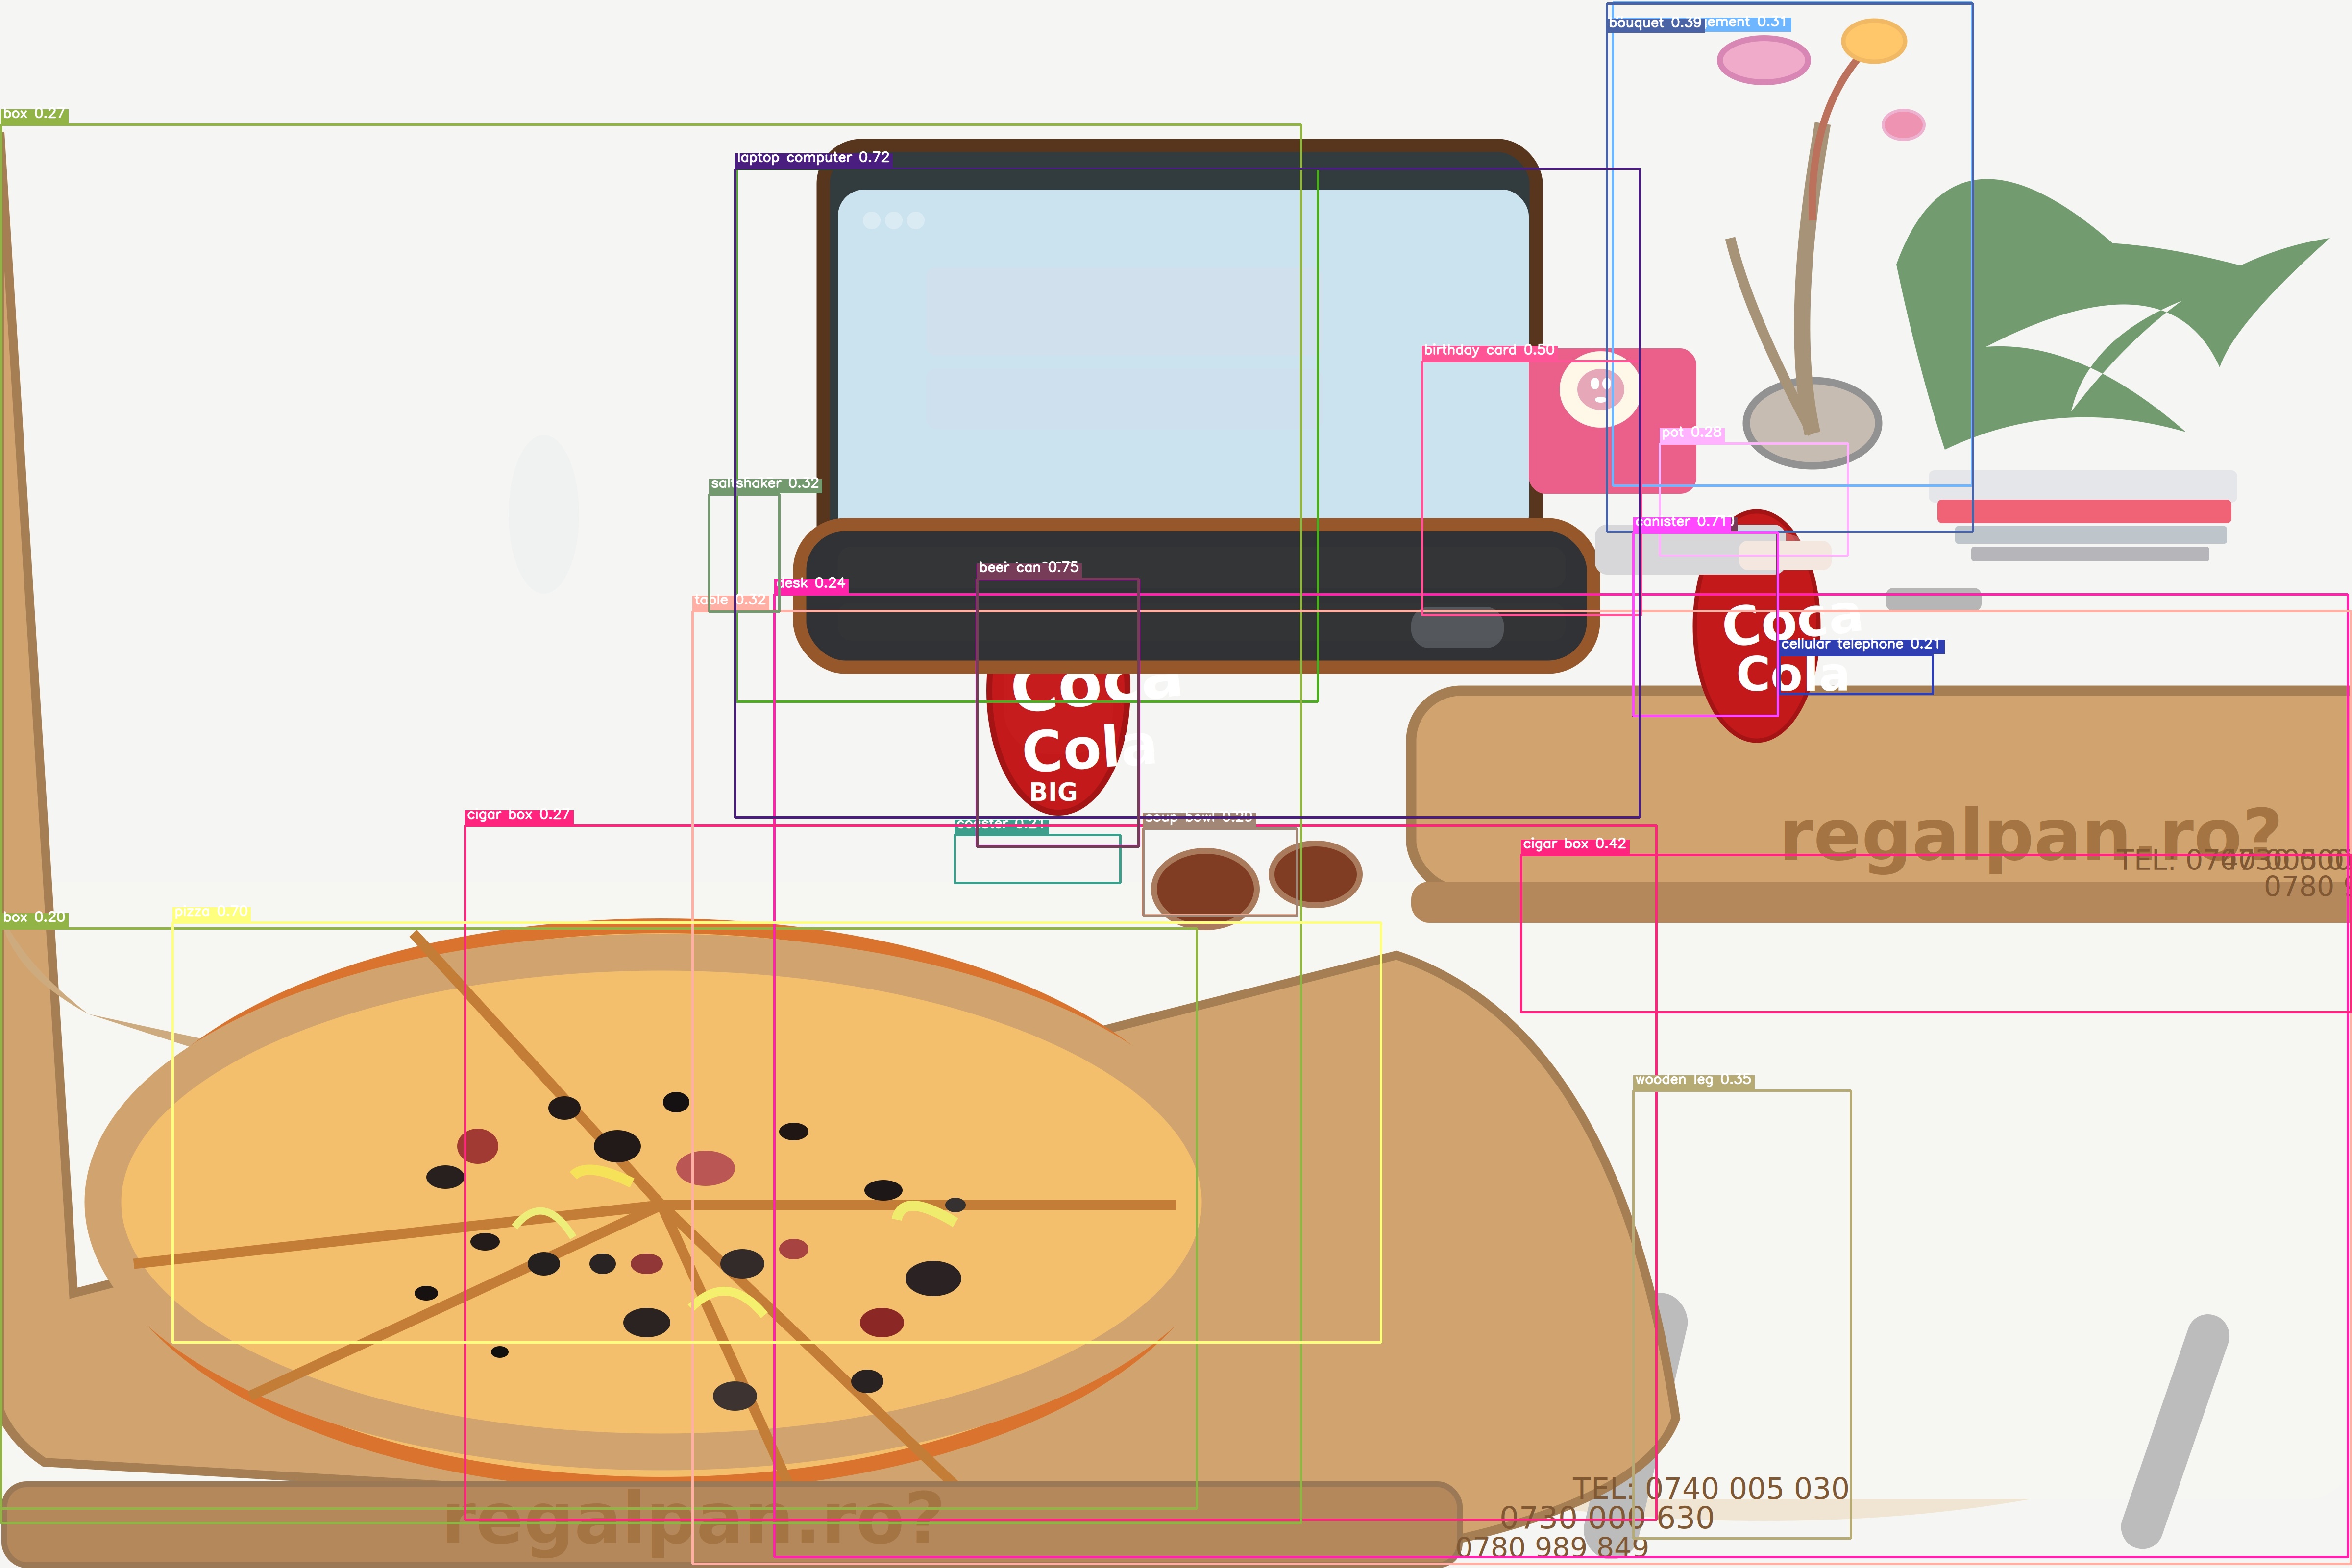 bouquet 0.39
ement 0.31
box 0.27
laptop computer 0.72
birthday card 0.50
pot 0.28
saltshaker 0.32
canister 0.71
beer can 0.75
desk 0.24
table 0.32
Coca
Cola
cellular telephone 0.21
Coca
Cola
BIG
cigar box 0.27
coaster 0.21
soup bowl 0.20
regalpan.ro?
cigar box 0.42
TEL: 0740
0780
box 0.20
pizza 0.70
wooden leg 0.35
TEL: 0740 005 030
0730 000 630
0780 989 849
regalpan.ro?